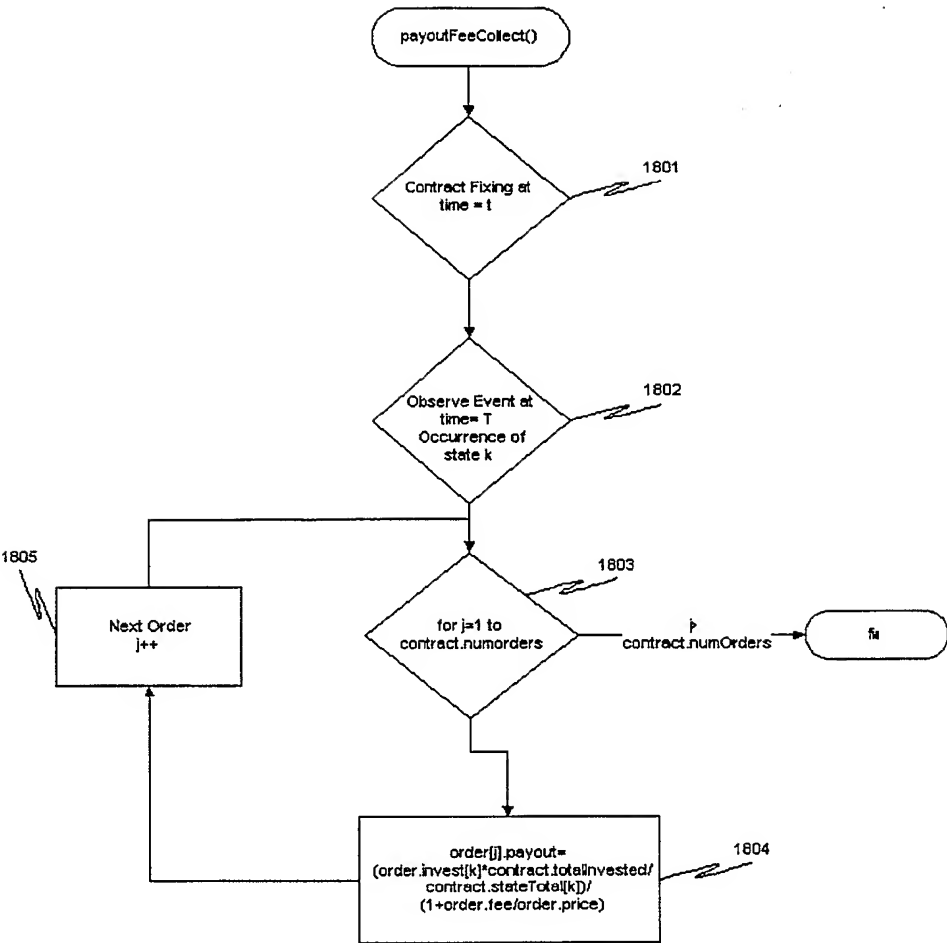 payoutFeeCollect()
Contract Fixing at
time = t
1801
Observe Event at
time= T
Occurrence of
state k
1802
1805
Next Order
j++
for j=1 to
contract.numorders
1803
j>
contract.numOrders
order[j].payout=
(order.invest[k]*contract.totalInvested/
contract.stateTotal[k])/
(1+order.fee/order.price)
1804